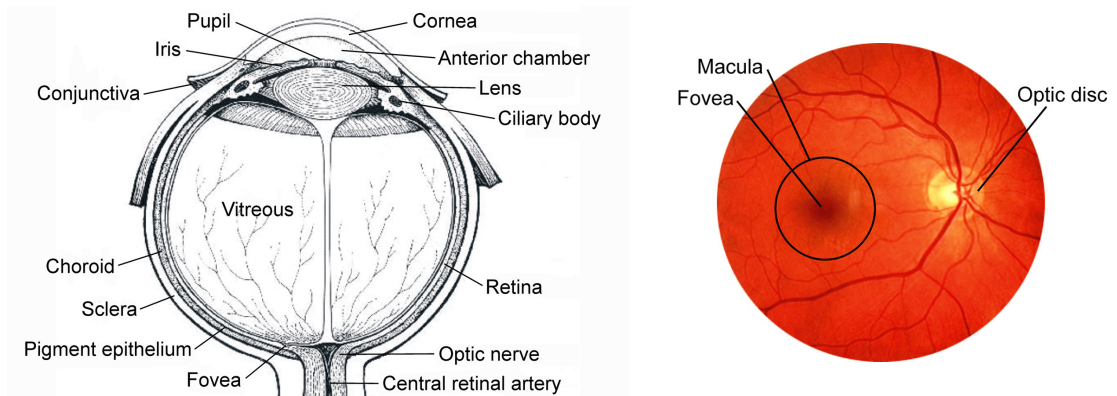 Pupil
Cornea
Iris
Anterior chamber
Conjunctiva
Lens
Ciliary body
Vitreous
Choroid
Sclera
Retina
Pigment epithelium
Optic nerve
Fovea
Central retinal artery
Macula
Fovea
Optic disc